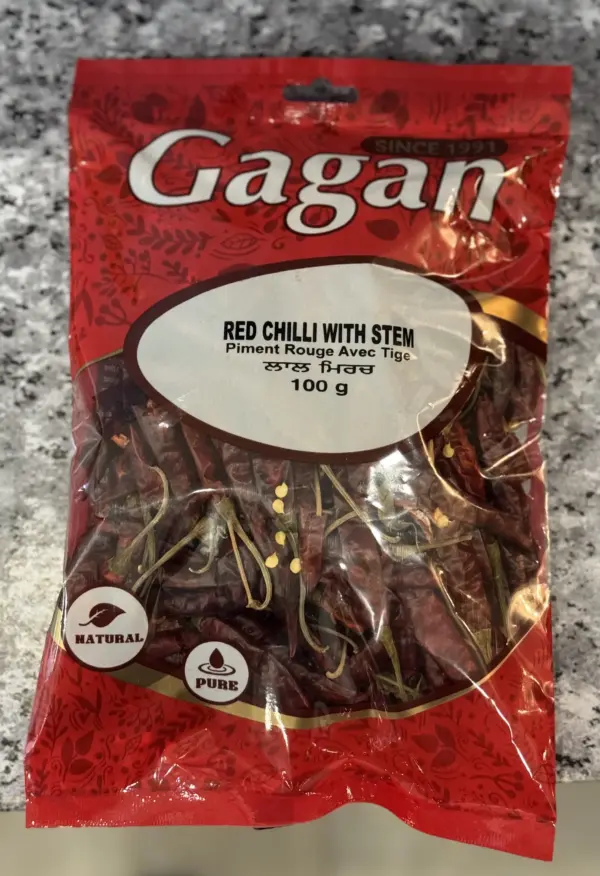 SINCE 1991
Gagan
RED CHILLI WITH STEM
Piment Rouge Avec Tige
ਲਾਲ ਮਿਰਚ
100 g
NATURAL
PURE